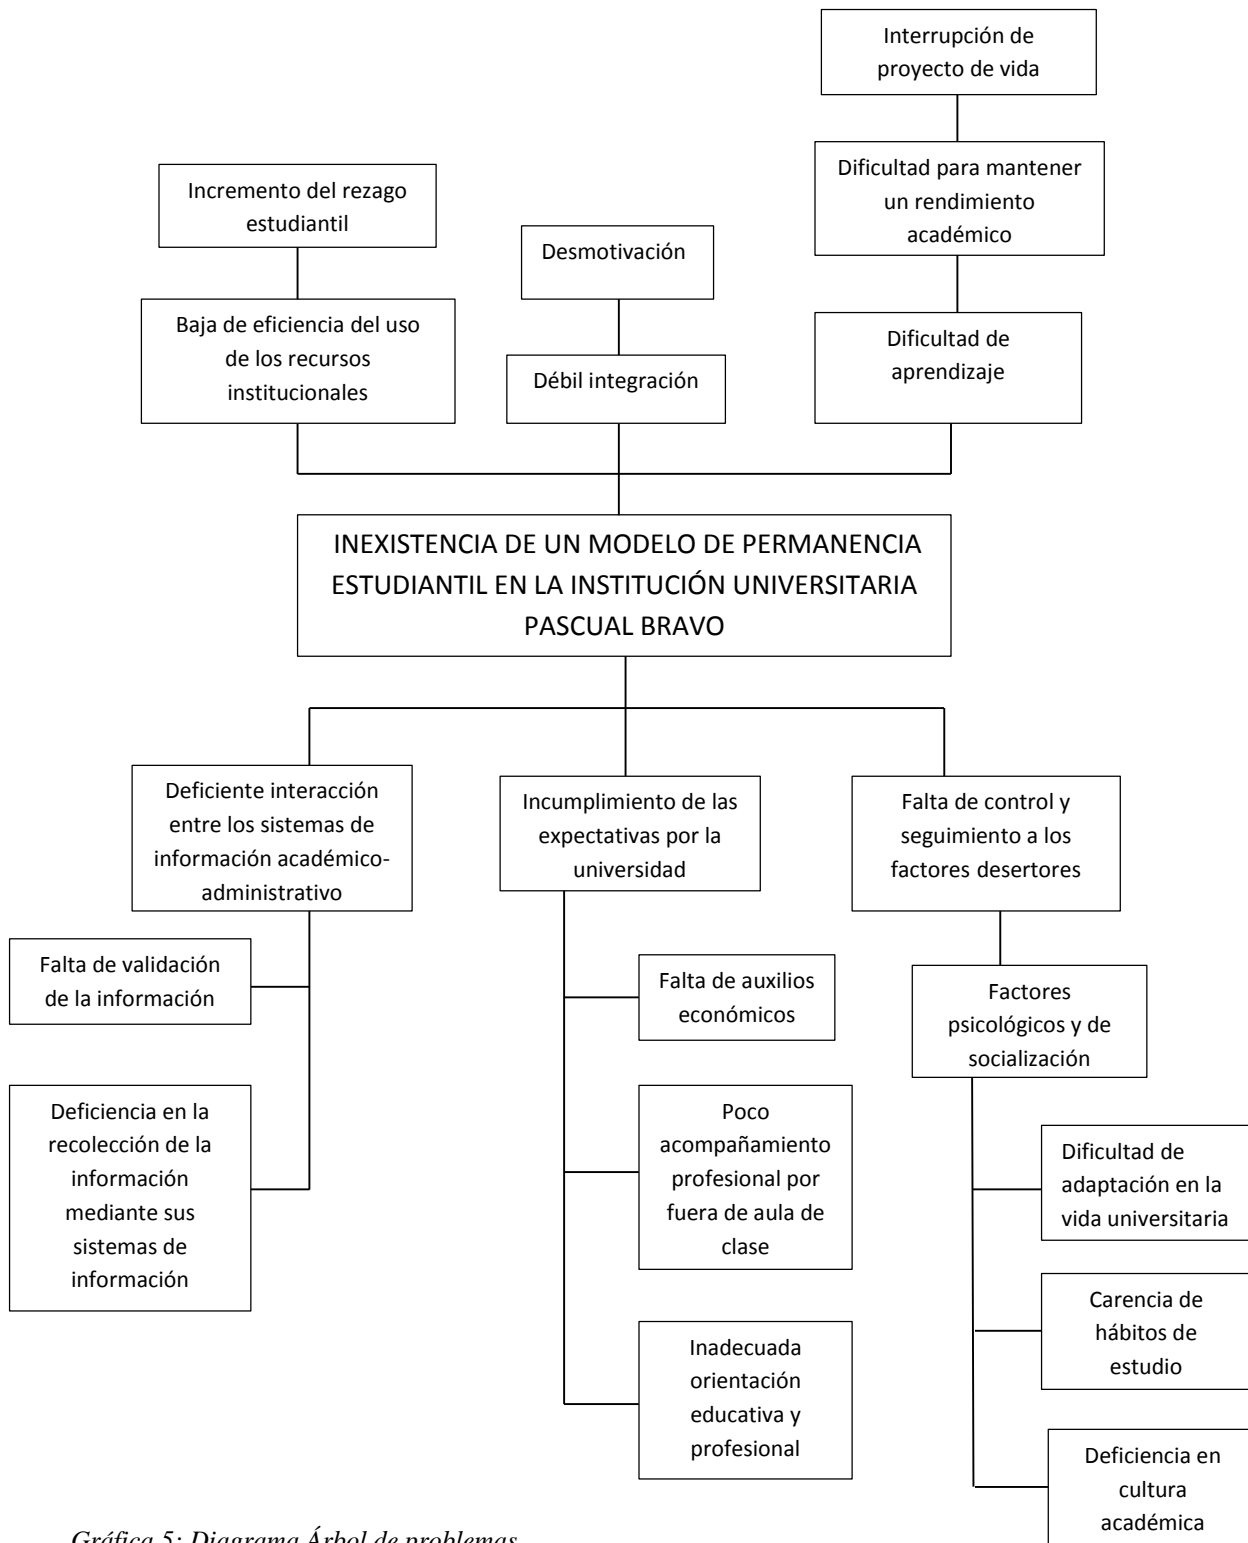 Interrupción de
proyecto de vida
Dificultad para mantener
un rendimiento
académico
Incremento del rezago
estudiantil
Desmotivación
Baja de eficiencia del uso
de los recursos
institucionales
Débil integración
Dificultad de
aprendizaje
INEXISTENCIA DE UN MODELO DE PERMANENCIA
ESTUDIANTIL EN LA INSTITUCIÓN UNIVERSITARIA
PASCUAL BRAVO
Deficiente interacción
entre los sistemas de
información académico-
administrativo
Incumplimiento de las
expectativas por la
universidad
Falta de control y
seguimiento a los
factores desertores
Falta de validación
de la información
Falta de auxilios
económicos
Factores
psicológicos y de
socialización
Deficiencia en la
recolección de la
información
mediante sus
sistemas de
información
Poco
acompañamiento
profesional por
fuera de aula de
clase
Dificultad de
adaptación en la
vida universitaria
Carencia de
hábitos de
estudio
Inadecuada
orientación
educativa y
profesional
Deficiencia en
cultura
académica
Gráfica 5: Diagrama Árbol de problemas